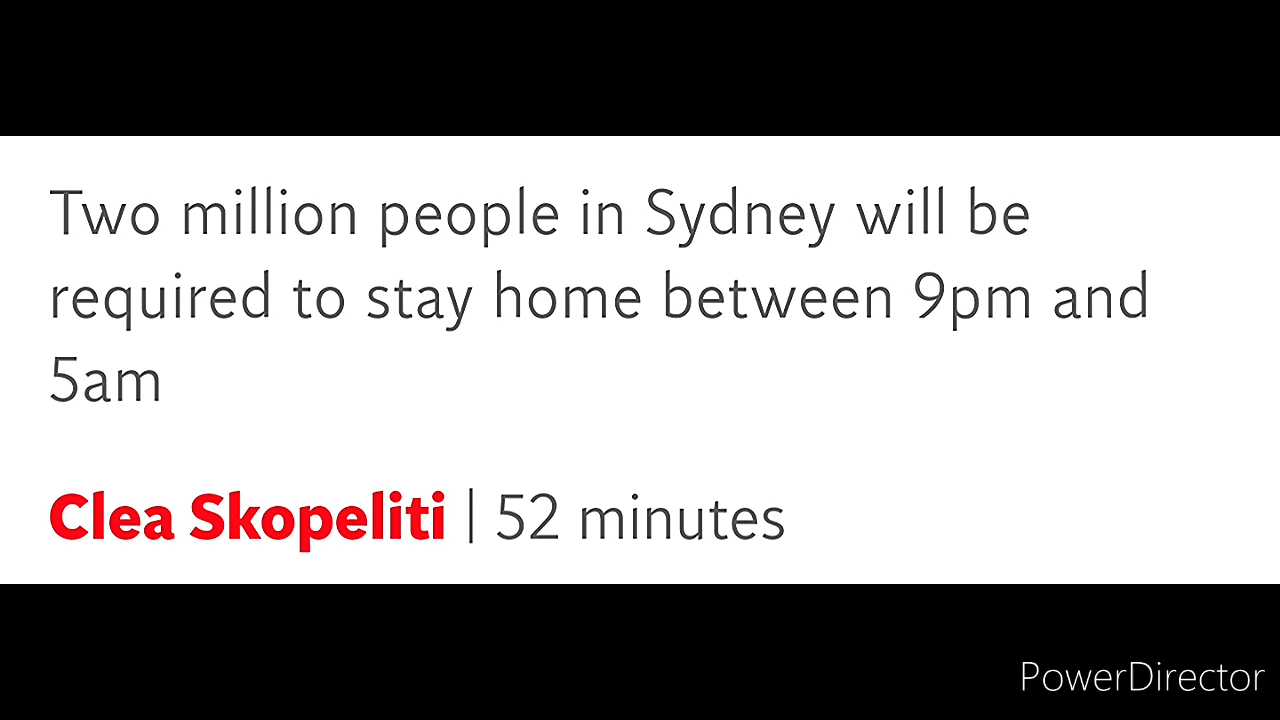 Two million people in Sydney will be
required to stay home between 9pm and
5am
Clea Skopeliti | 52 minutes
PowerDirector